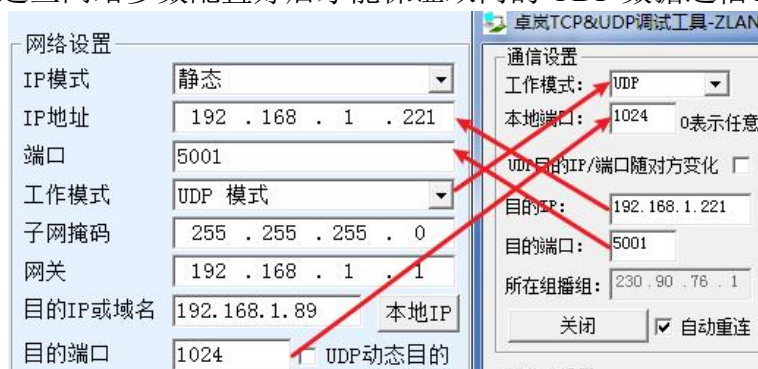 网络设置
IP模式 静态
IP地址 192 . 168 . 1 . 221
端口 5001
工作模式 UDP 模式
子网掩码 255 . 255 . 255 . 0
网关 192 . 168 . 1 . 1
目的IP或域名 192.168.1.89 本地IP
目的端口 1024 UDP动态目的
卓岚TCP&UDP调试工具-ZLAN
通信设置
工作模式: UDP
本地端口: 1024 0表示任意
UDP目的IP/端口随对方变化
目的IP: 192.168.1.221
目的端口: 5001
所在组播组: 230 . 90 . 76 . 1
关闭 自动重连